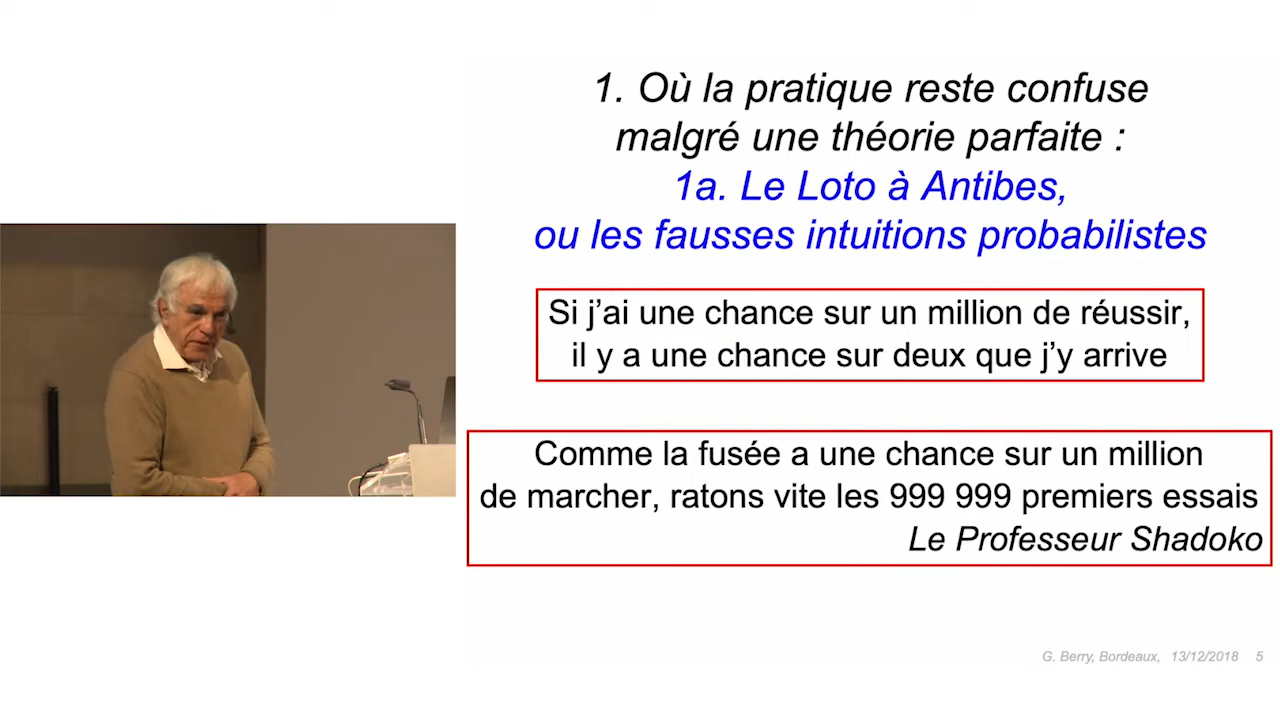 1. Où la pratique reste confuse
malgré une théorie parfaite :
1a. Le Loto à Antibes,
ou les fausses intuitions probabilistes
Si j’ai une chance sur un million de réussir,
il y a une chance sur deux que j’y arrive
Comme la fusée a une chance sur un million
de marcher, ratons vite les 999 999 premiers essais
Le Professeur Shadoko
G. Berry, Bordeaux, 13/12/2018 5